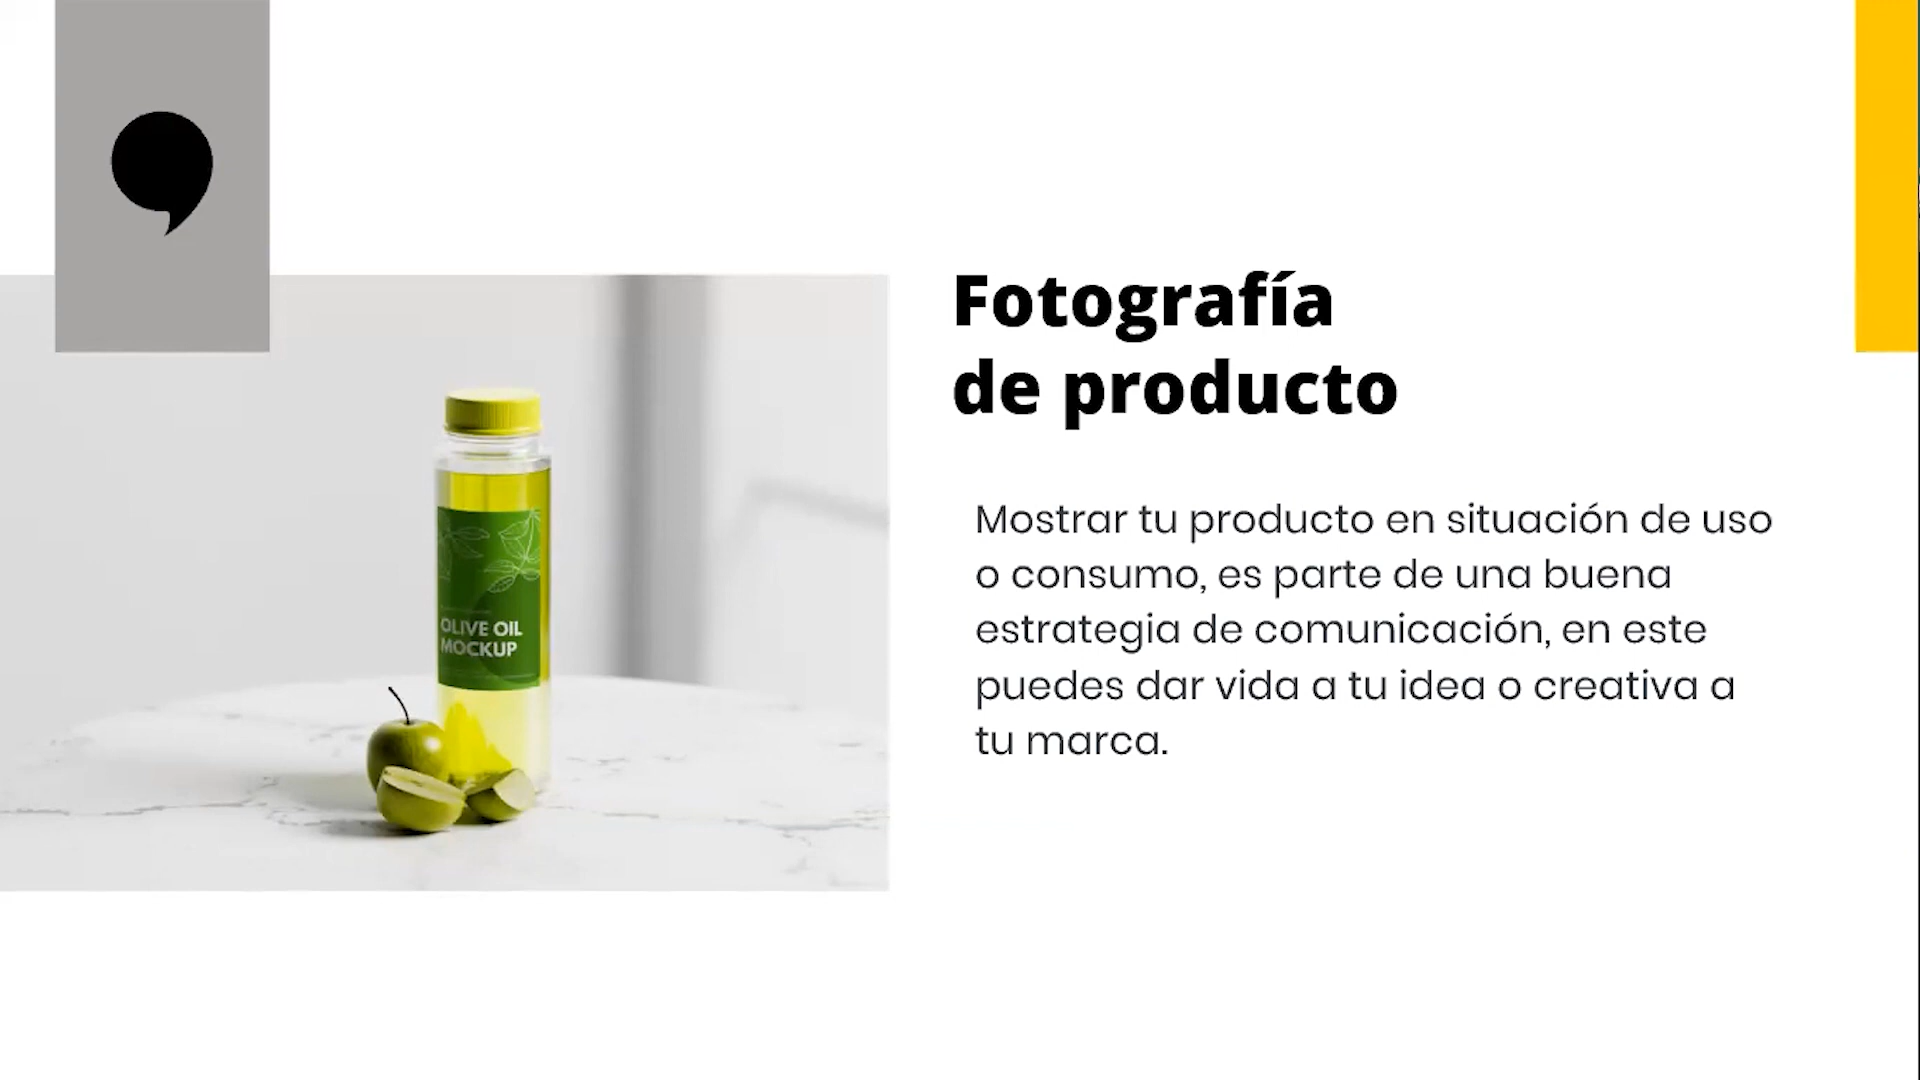 Fotografía
de producto
Mostrar tu producto en situación de uso
o consumo, es parte de una buena
estrategia de comunicación, en este
puedes dar vida a tu idea o creativa a
tu marca.
OLIVE OIL
MOCKUP